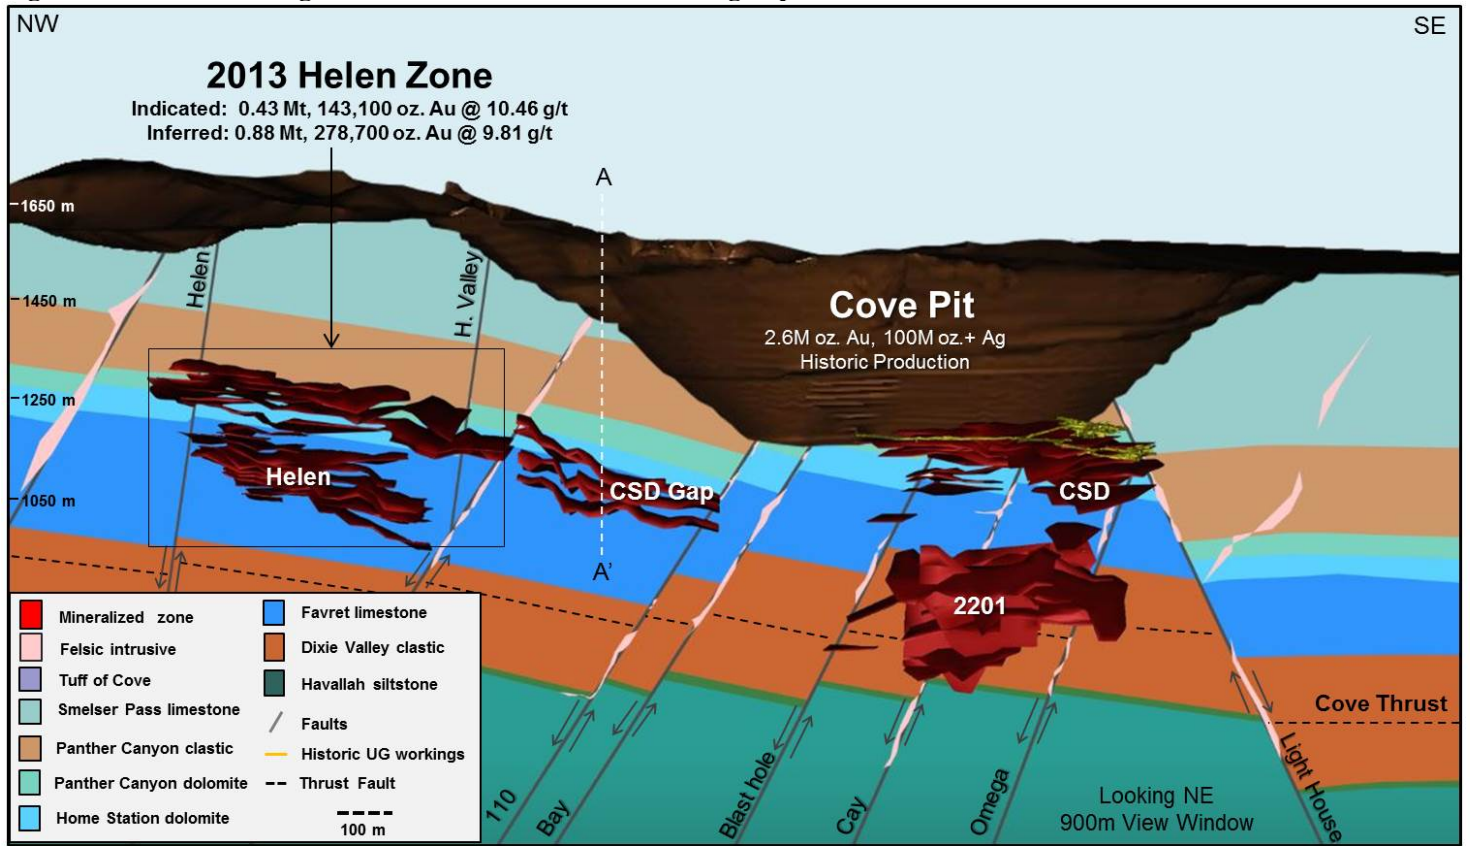 NW
SE
2013 Helen Zone
Indicated: 0.43 Mt, 143,100 oz. Au @ 10.46 g/t
Inferred: 0.88 Mt, 278,700 oz. Au @ 9.81 g/t
A
1650 m
Helen
H. Valley
1450 m
Cove Pit
2.6M oz. Au, 100M oz.+ Ag
Historic Production
1250 m
Helen
CSD Gap
CSD
1050 m
A'
2201
Mineralized zone
Felsic intrusive
Tuff of Cove
Smelser Pass limestone
Panther Canyon clastic
Panther Canyon dolomite
Home Station dolomite
Favret limestone
Dixie Valley clastic
Havallah siltstone
Faults
Historic UG workings
Thrust Fault
100 m
Cove Thrust
110
Bay
Blast hole
Cay
Omega
Light House
Looking NE
900m View Window